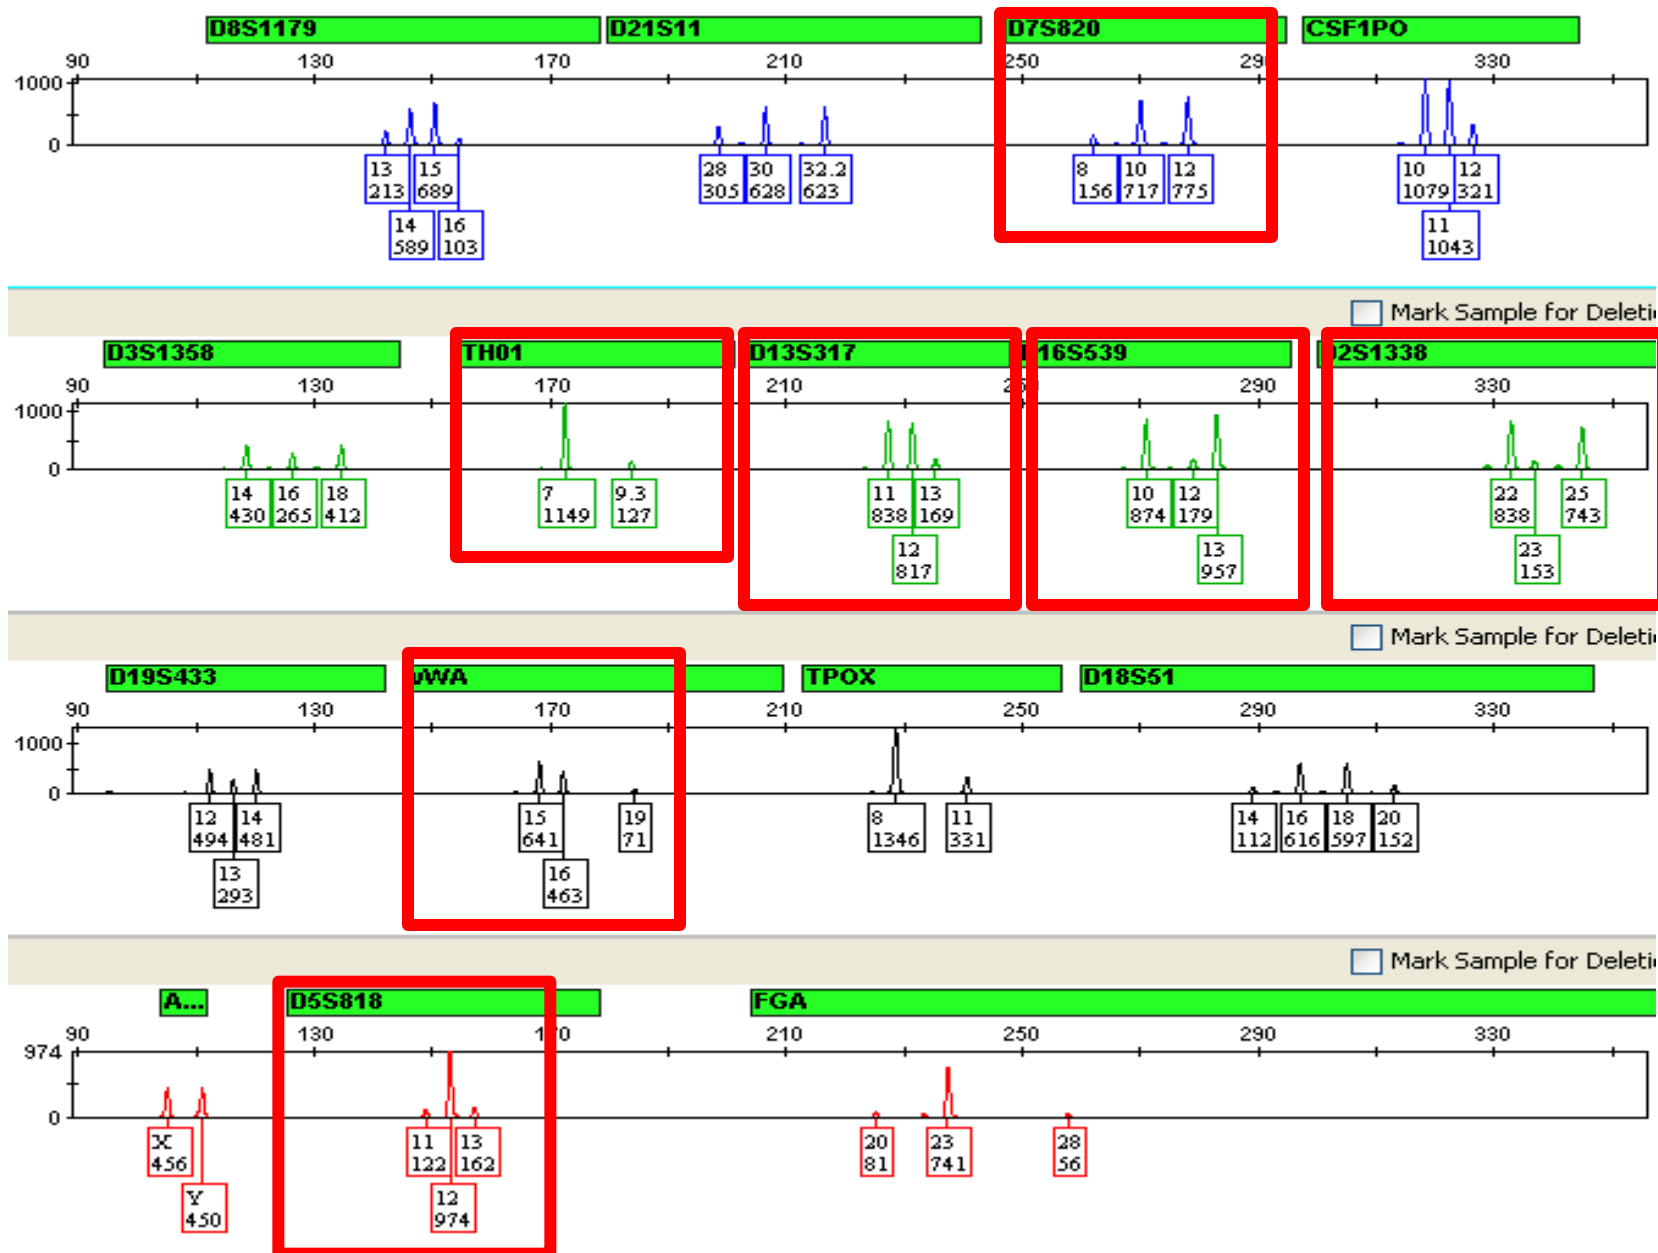 D8S1179 D21S11 D7S820 CSF1PO
90 130 170 210 250 290 330
1000
0
13 15 28 30 32.2 8 10 12 10 12
213 689 305 628 623 156 717 775 1079 321
14 16 11
589 103 1043
Mark Sample for Deleti
D3S1358 TH01 D13S317 16S539 2S1338
90 130 170 210 250 290 330
1000
0
14 16 18 7 9.3 11 13 10 12 22 25
430 265 412 1149 127 838 169 874 179 838 743
12 13 23
817 957 153
Mark Sample for Deleti
D19S433 vWA TPOX D18S51
90 130 170 210 250 290 330
1000
0
12 14 15 19 8 11 14 16 18 20
494 481 641 71 1346 331 112 616 597 152
13 16
293 463
Mark Sample for Deleti
A... D5S818 FGA
90 130 170 210 250 290 330
974
0
X 11 13 20 23 28
456 122 162 81 741 56
Y 12
450 974